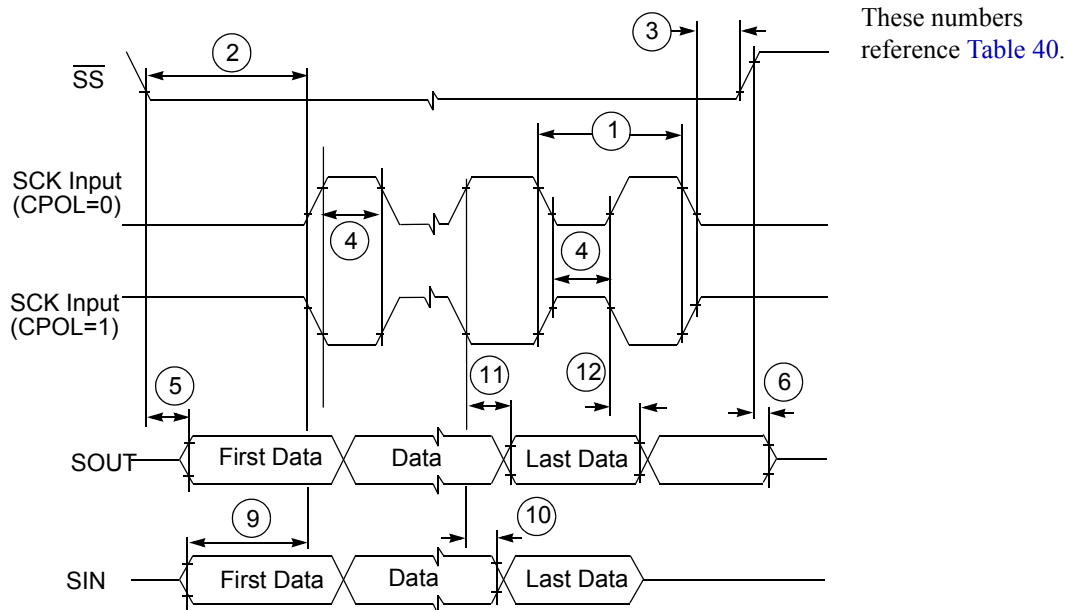 These numbers
reference Table 40.
3
2
SS
1
SCK Input
(CPOL=0)
4
4
SCK Input
(CPOL=1)
5
11
12
6
SOUT
First Data
Data
Last Data
9
10
SIN
First Data
Data
Last Data